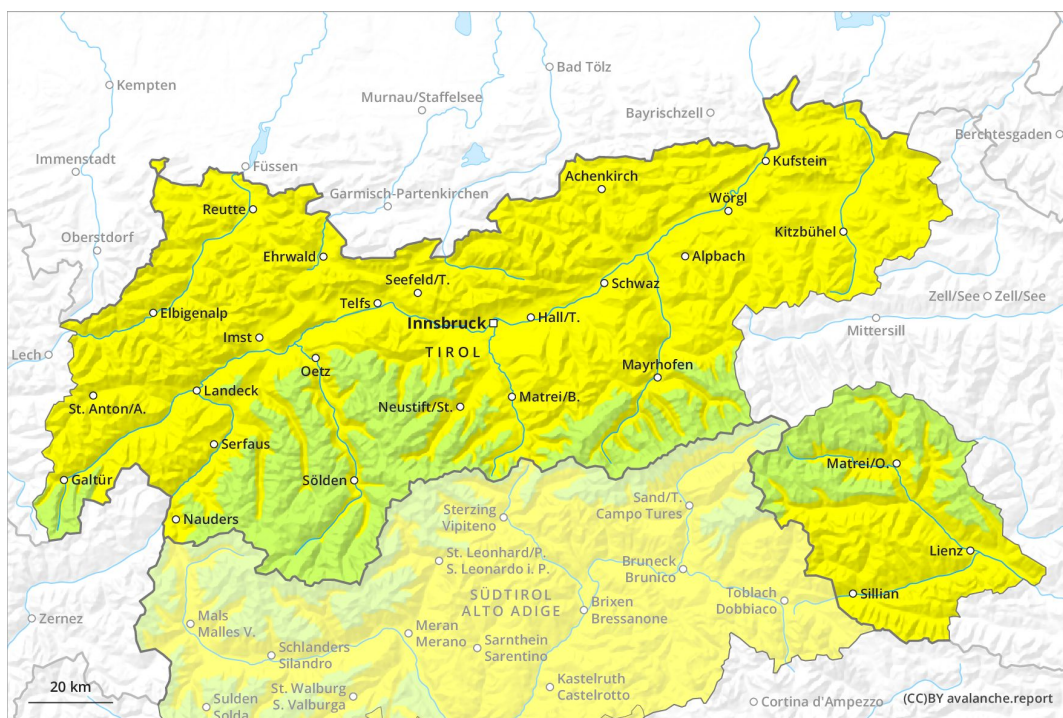 Kempten
Bad Tölz
Murnau/Staffelsee
Bayrischzell
Berchtesgaden
Immenstadt
Füssen
Kufstein
Achenkirch
Garmisch-Partenkirchen
Wörgl
Reutte
Kitzbühel
Oberstdorf
Ehrwald
Alpbach
Seefeld/T.
Schwaz
Zell/See
Zell/See
Telfs
Elbigenalp
Hall/T.
Innsbruck
Mittersill
Imst
Lech
TIROL
Mayrhofen
Oetz
Landeck
Matrei/B.
St. Anton/A.
Neustift/St.
Serfaus
Matrei/O.
Galtür
Sölden
Sand/T.
Campo Tures
Sterzing
Vipiteno
Nauders
Lienz
St. Leonhard/P.
S. Leonardo i. P.
Bruneck
Brunico
Sillian
SÜDTIROL
ALTO ADIGE
Toblach
Dobbiaco
Brixen
Bressanone
Zernez
Mals
Malles V.
Meran
Merano
Sarnthein
Sarentino
Schlanders
Silandro
Kastelruth
Castelrotto
20 km
St. Walburg
S. Valburga
Sulden
Solda
Cortina d'Ampezzo
(CC)BY avalanche.report